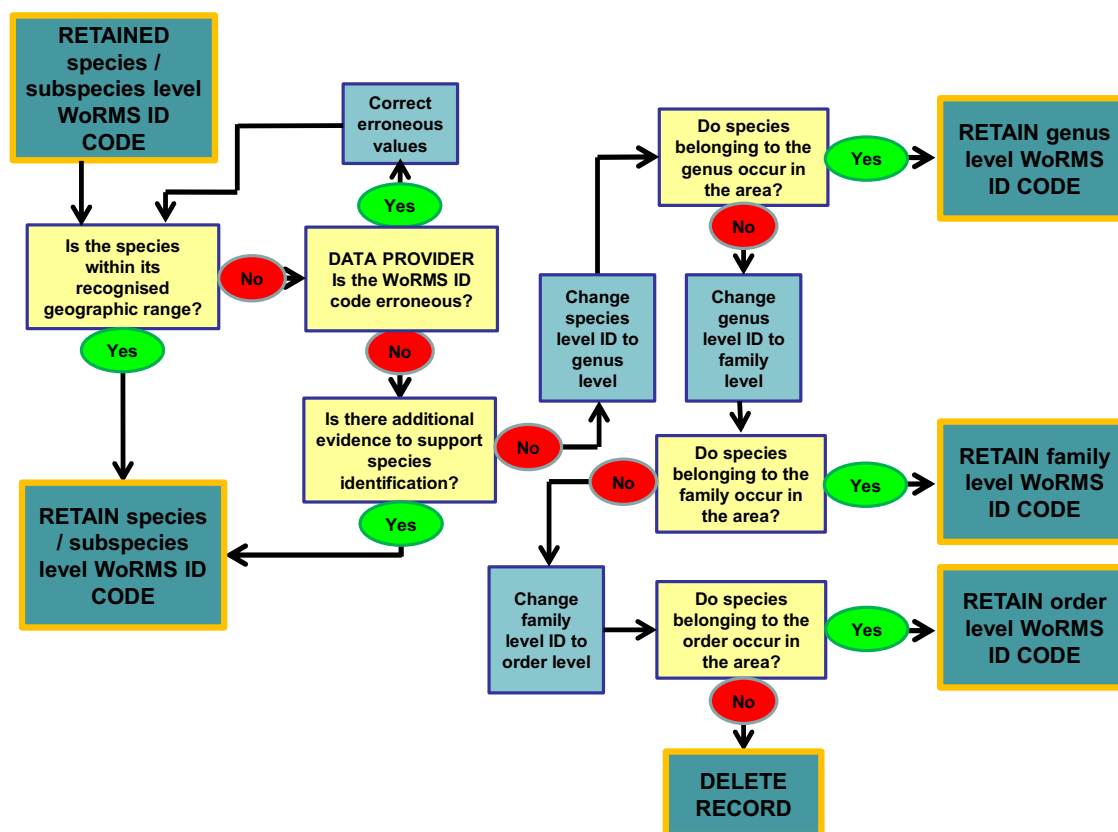 RETAINED
species /
subspecies level
WoRMS ID
CODE
Correct
erroneous
values
Yes
Is the species
within its
recognised
geographic range?
No
DATA PROVIDER
Is the WoRMS ID
code erroneous?
Yes
No
Is there additional
evidence to support
species
identification?
No
Yes
RETAIN species
/ subspecies
level WoRMS ID
CODE
Change
species
level ID to
genus
level
Do species
belonging to the
genus occur in
the area?
Yes
RETAIN genus
level WoRMS
ID CODE
No
Change
genus
level ID to
family
level
Do species
belonging to the
family occur in
the area?
Yes
RETAIN family
level WoRMS
ID CODE
No
Change
family
level ID to
order level
Do species
belonging to the
order occur in
the area?
Yes
RETAIN order
level WoRMS
ID CODE
No
DELETE
RECORD